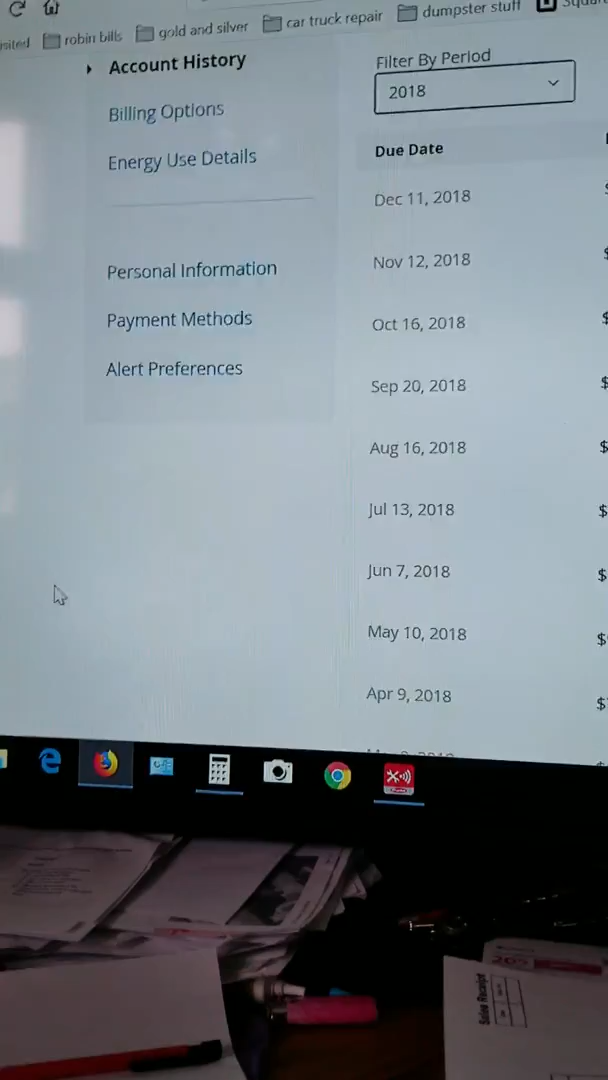 robin bills
gold and silver
car truck repair
dumpster stuff
Account History
Billing Options
Energy Use Details
Personal Information
Payment Methods
Alert Preferences
Filter By Period
2018
Due Date
Dec 11, 2018
Nov 12, 2018
Oct 16, 2018
Sep 20, 2018
Aug 16, 2018
$
Jul 13, 2018
$
Jun 7, 2018
$
May 10, 2018
$
Apr 9, 2018
$
Sales Receipt